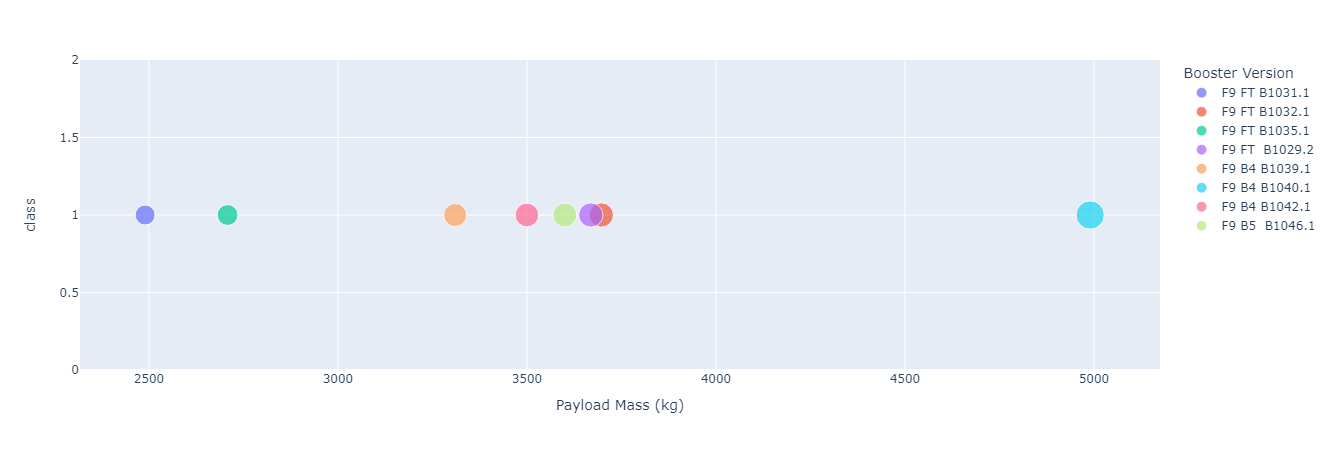 2
1.5
1
0.5
0
class
2500 3000 3500 4000 4500 5000
Payload Mass (kg)
Booster Version
F9 FT B1031.1
F9 FT B1032.1
F9 FT B1035.1
F9 FT  B1029.2
F9 B4 B1039.1
F9 B4 B1040.1
F9 B4 B1042.1
F9 B5  B1046.1